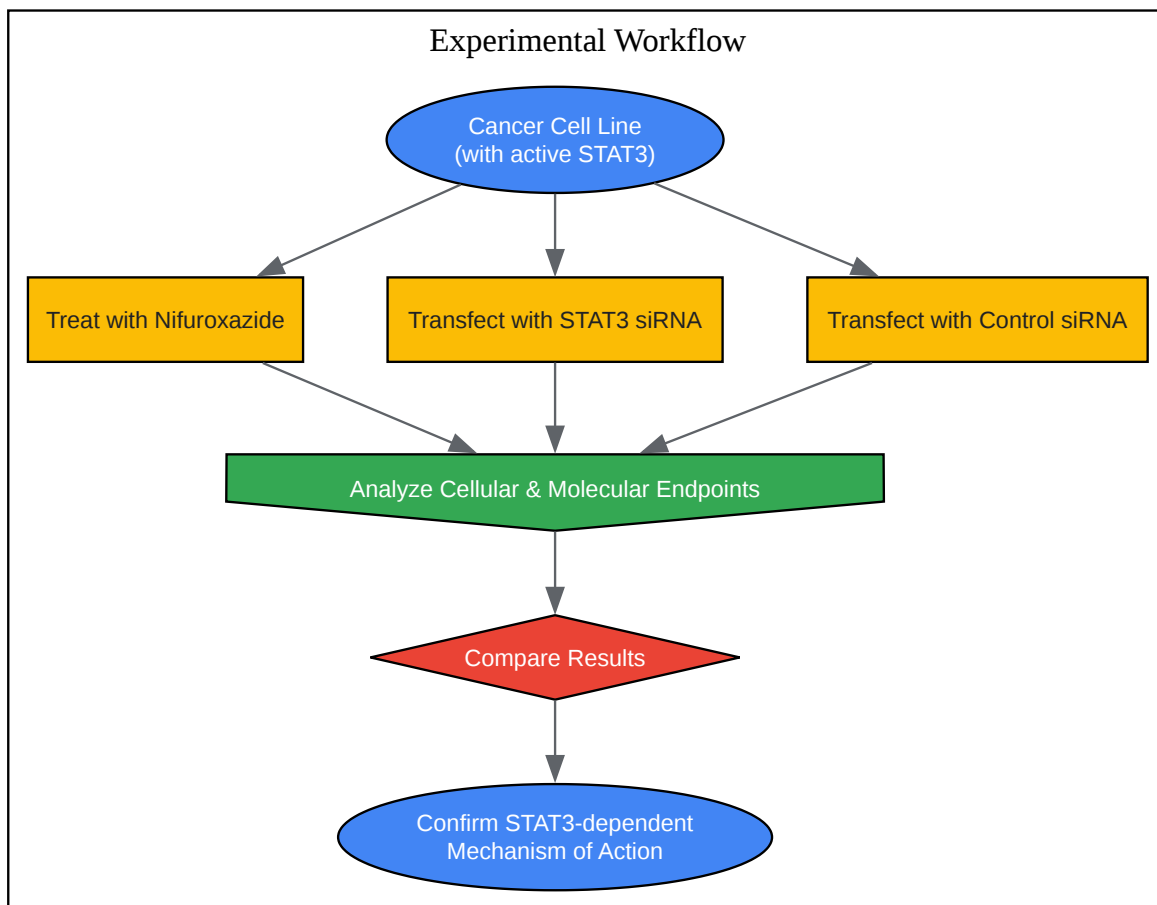 Experimental Workflow
Cancer Cell Line
(with active STAT3)
Treat with Nifuroxazide
Transfect with STAT3 siRNA
Transfect with Control siRNA
Analyze Cellular & Molecular Endpoints
Compare Results
Confirm STAT3-dependent
Mechanism of Action